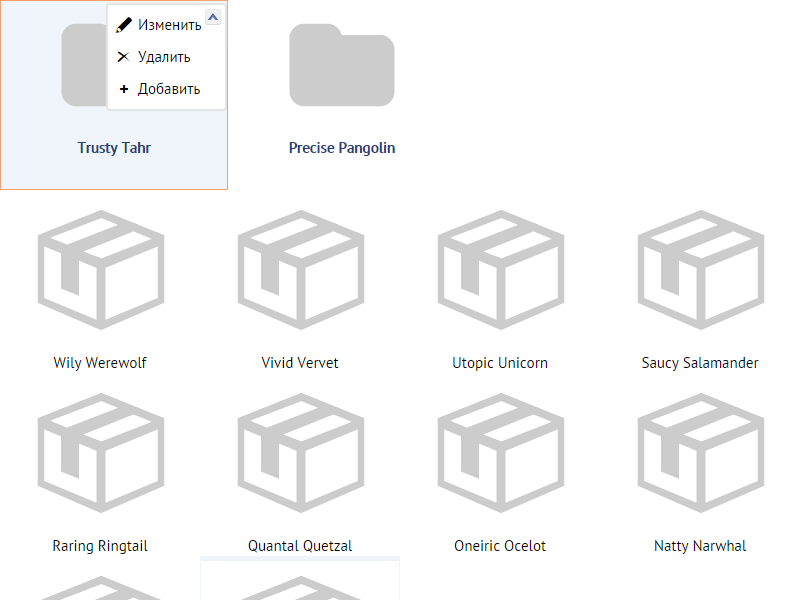 Изменить
Удалить
Добавить
Trusty Tahr
Precise Pangolin
Wily Werewolf
Vivid Vervet
Utopic Unicorn
Saucy Salamander
Raring Ringtail
Quantal Quetzal
Oneiric Ocelot
Natty Narwhal